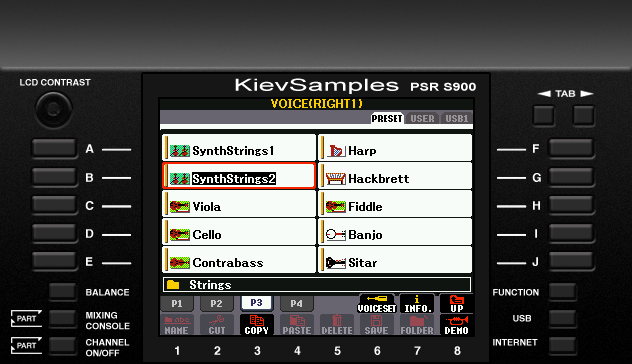 LCD CONTRAST
KievSamples PSR S900
TAB
VOICE(RIGHT1)
PRESET USER USB1
A SynthStrings1 Harp F
B SynthStrings2 Hackbrett G
C Viola Fiddle H
D Cello Banjo I
E Contrabass Sitar J
Strings
BALANCE P1 P2 P3 P4 VOICESET INFO. UP FUNCTION
PART MIXING CONSOLE NAME CUT COPY PASTE DELETE SAVE FOLDER DEMO USB
PART CHANNEL ON/OFF INTERNET
1 2 3 4 5 6 7 8